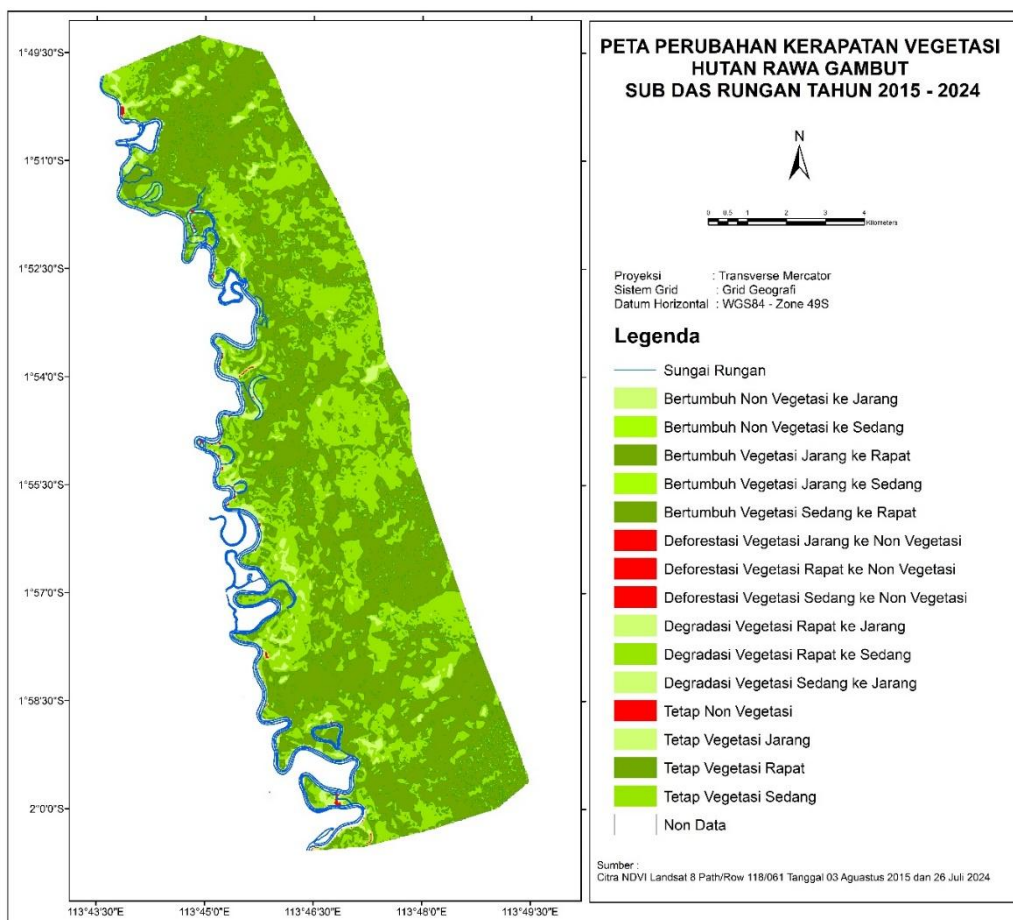 PETA PERUBAHAN KERAPATAN VEGETASI
HUTAN RAWA GAMBUT
SUB DAS RUNGAN TAHUN 2015 - 2024
N
0 0.5 1 2 3 4
Kilometers
Proyeksi : Transverse Mercator
Sistem Grid : Grid Geografi
Datum Horizontal : WGS84 - Zone 49S
Legenda
Sungai Rungan
Bertumbuh Non Vegetasi ke Jarang
Bertumbuh Non Vegetasi ke Sedang
Bertumbuh Vegetasi Jarang ke Rapat
Bertumbuh Vegetasi Jarang ke Sedang
Bertumbuh Vegetasi Sedang ke Rapat
Deforestasi Vegetasi Jarang ke Non Vegetasi
Deforestasi Vegetasi Rapat ke Non Vegetasi
Deforestasi Vegetasi Sedang ke Non Vegetasi
Degradasi Vegetasi Rapat ke Jarang
Degradasi Vegetasi Rapat ke Sedang
Degradasi Vegetasi Sedang ke Jarang
Tetap Non Vegetasi
Tetap Vegetasi Jarang
Tetap Vegetasi Rapat
Tetap Vegetasi Sedang
Non Data
Sumber :
Citra NDVI Landsat 8 Path/Row 118/061 Tanggal 03 Agustus 2015 dan 26 Juli 2024
1°49'30"S
1°51'0"S
1°52'30"S
1°54'0"S
1°55'30"S
1°57'0"S
1°58'30"S
2°0'0"S
113°43'30"E
113°45'0"E
113°46'30"E
113°48'0"E
113°49'30"E